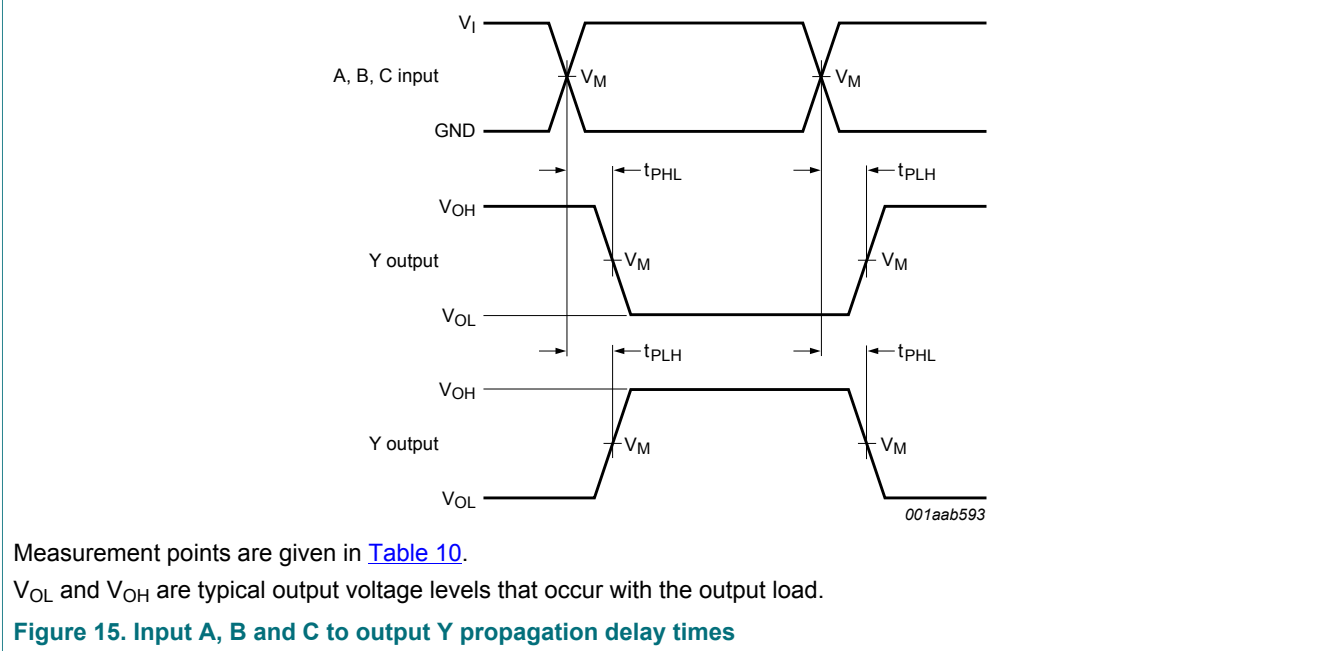 VI
A, B, C input
VM
VM
GND
tPHL
tPLH
VOH
Y output
VM
VM
VOL
tPLH
tPHL
VOH
Y output
VM
VM
VOL
001aab593
Measurement points are given in Table 10.
VOL and VOH are typical output voltage levels that occur with the output load.
Figure 15. Input A, B and C to output Y propagation delay times